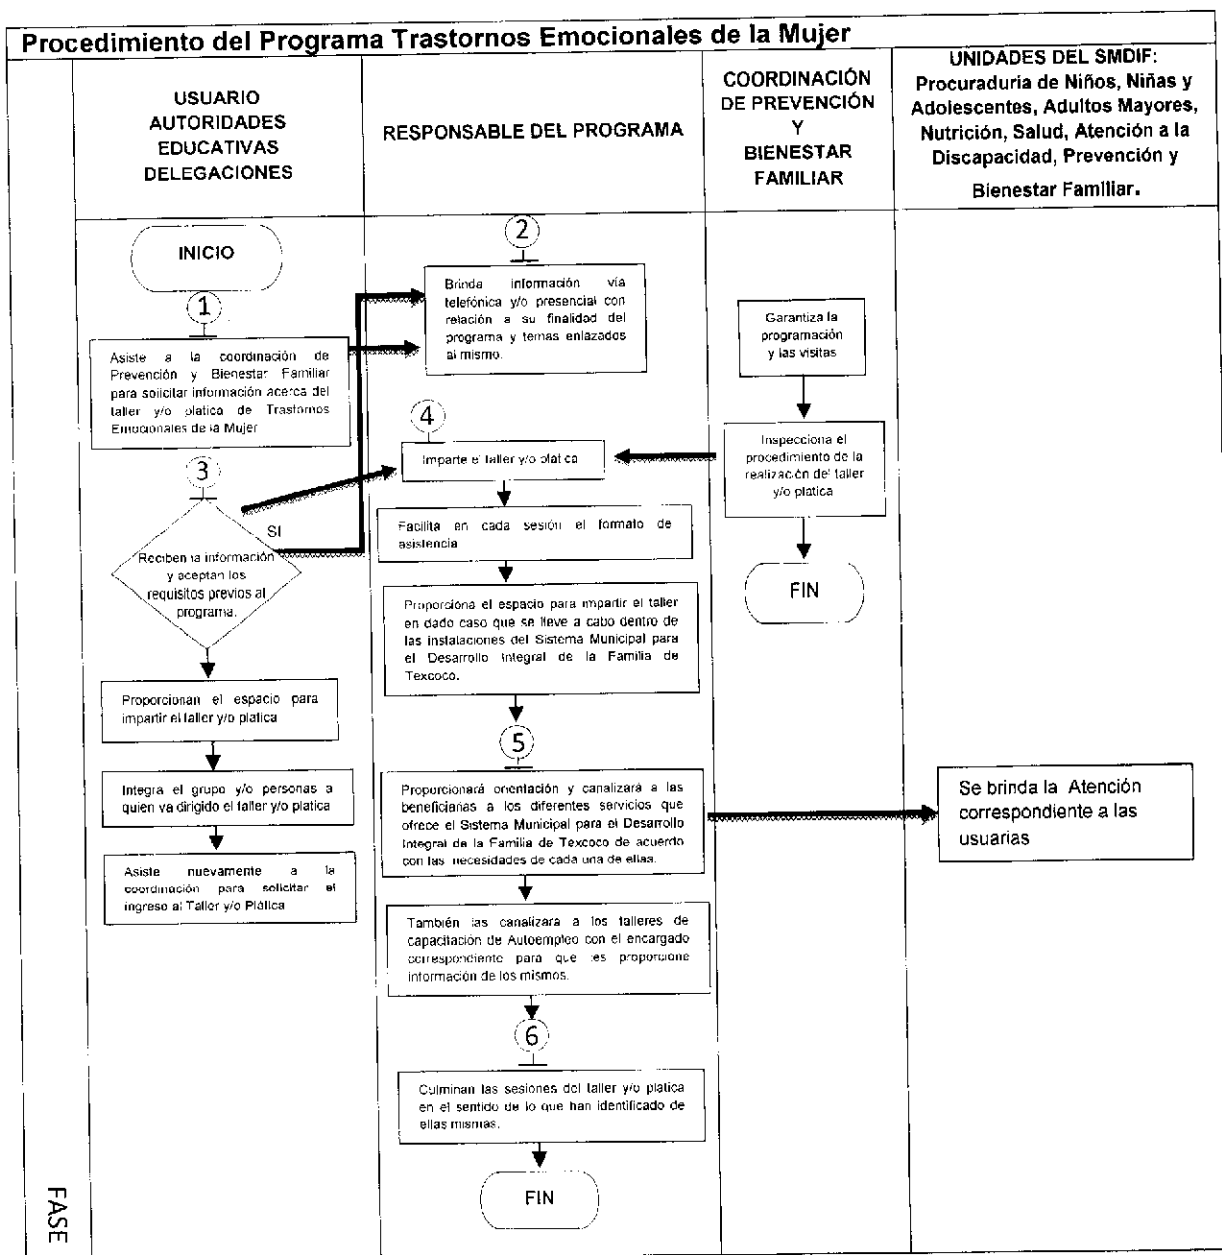 Procedimiento del Programa Trastornos Emocionales de la Mujer
USUARIO
AUTORIDADES
EDUCATIVAS
DELEGACIONES
RESPONSABLE DEL PROGRAMA
COORDINACIÓN
DE PREVENCIÓN
Y
BIENESTAR
FAMILIAR
UNIDADES DEL SMDIF:
Procuraduria de Niños, Niñas y
Adolescentes, Adultos Mayores,
Nutrición, Salud, Atención a la
Discapacidad, Prevención y
Bienestar Familiar.
INICIO
1
Asiste a la coordinación de
Prevención y Bienestar Familiar
para solicitar información acerca del
taller y/o platica de Trastornos
Emocionales de la Mujer
3
SI
Reciben la información
y aceptan los
requisitos previos al
programa.
Proporcionan el espacio para
impartir el taller y/o platica
Integra el grupo y/o personas a
quien va dirigido el taller y/o platica
Asiste nuevamente a la
coordinación para solicitar el
ingreso al Taller y/o Plática
2
Brinda información vía
telefónica y/o presencial con
relación a su finalidad del
programa y temas enlazados
al mismo.
4
Imparte el taller y/o platica
Facilita en cada sesión el formato de
asistencia
Proporciona el espacio para impartir el taller
en dado caso que se lleve a cabo dentro de
las instalaciones del Sistema Municipal para
el Desarrollo Integral de la Familia de
Texcoco.
5
Proporcionará orientación y canalizará a las
beneficiarias a los diferentes servicios que
ofrece el Sistema Municipal para el Desarrollo
Integral de la Familia de Texcoco de acuerdo
con las necesidades de cada una de ellas.
También las canalizara a los talleres de
capacitación de Autoempleo con el encargado
correspondiente para que les proporcione
información de los mismos.
6
Culminan las sesiones del taller y/o platica
en el sentido de lo que han identificado de
ellas mismas.
FIN
Garantiza la
programación
y las visitas
Inspecciona el
procedimiento de la
realización del taller
y/o platica
FIN
Se brinda la Atención
correspondiente a las
usuarias
FASE